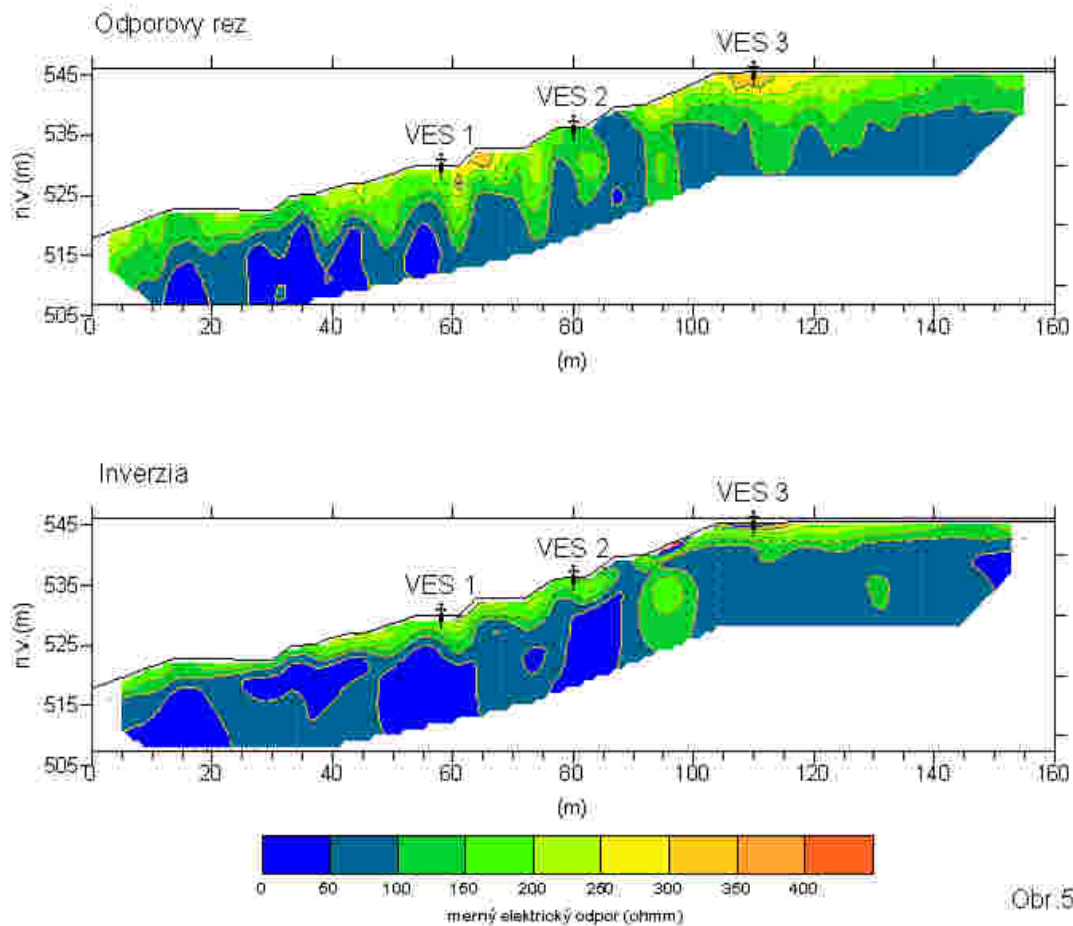 Odporovy rez
VES 3
VES 2
VES 1
545
535
525
515
505
n.v.(m)
0 20 40 60 80 100 120 140 160
(m)
Inverzia
VES 3
VES 2
VES 1
545
535
525
515
505
n.v.(m)
0 20 40 60 80 100 120 140 160
(m)
0 50 100 150 200 250 300 350 400
merný elektrický odpor (ohmm)
Obr.5